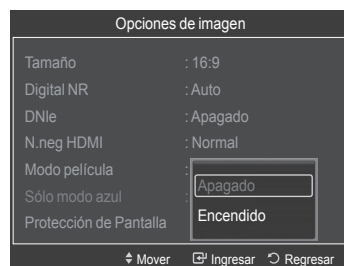 Opciones de imagen
Tamaño : 16:9
Digital NR : Auto
DNIe : Apagado
N.neg HDMI : Normal
Modo película :
Apagado
Sólo modo azul :
Encendido
Protección de Pantalla
Mover Ingresar Regresar